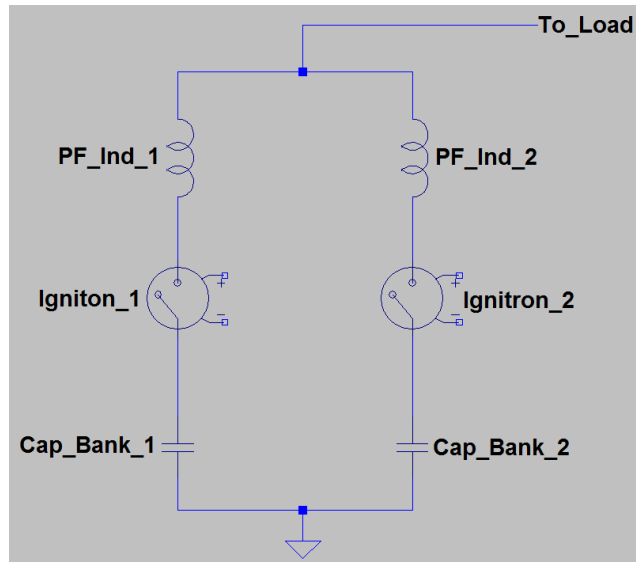 To_Load
PF_Ind_1
PF_Ind_2
Igniton_1
Ignitron_2
Cap_Bank_1
Cap_Bank_2